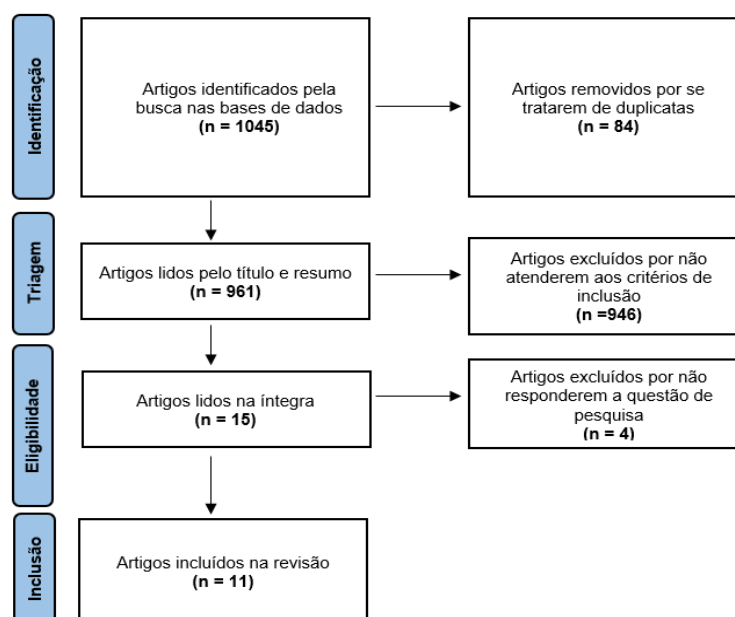 Identificação
Artigos identificados pela
busca nas bases de dados
(n = 1045)
Artigos removidos por se
tratarem de duplicatas
(n = 84)
Triagem
Artigos lidos pelo título e resumo
(n = 961)
Artigos excluídos por não
atenderem aos critérios de
inclusão
(n =946)
Eligibilidade
Artigos lidos na íntegra
(n = 15)
Artigos excluídos por não
responderem a questão de
pesquisa
(n = 4)
Inclusão
Artigos incluídos na revisão
(n = 11)